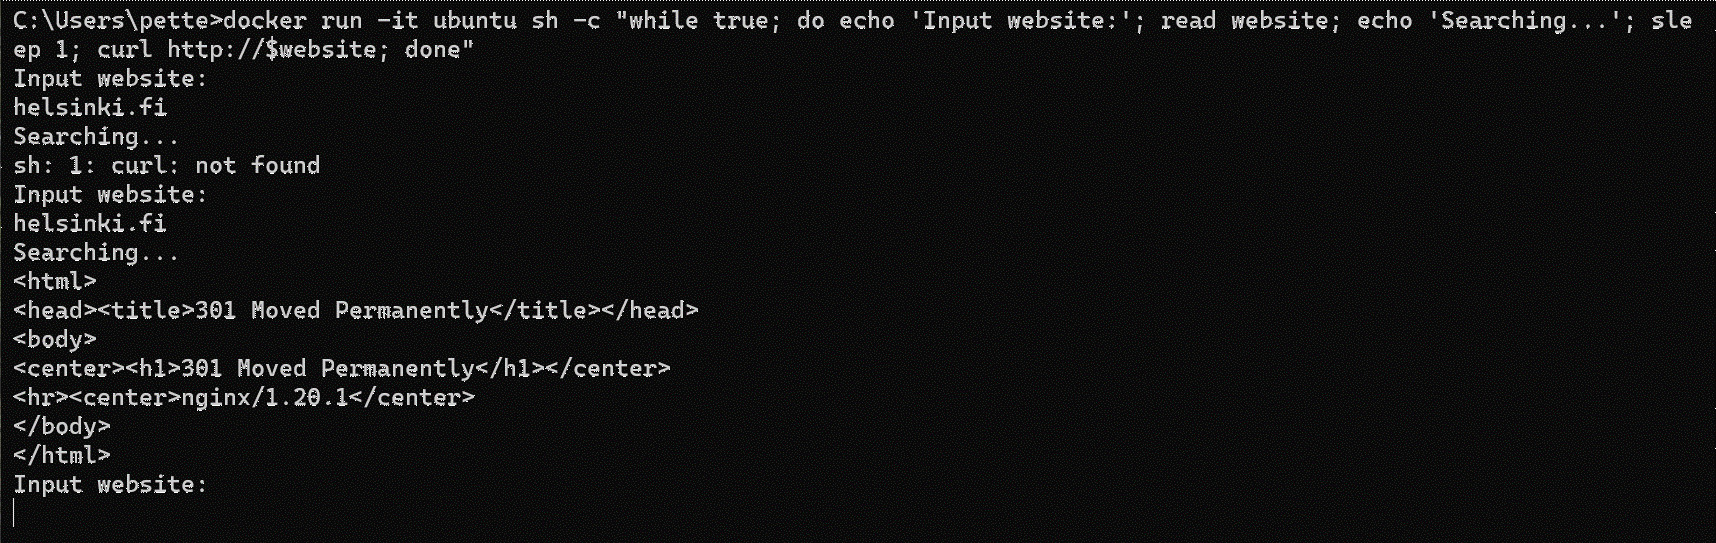 C:\Users\pette>docker run -it ubuntu sh -c "while true; do echo 'Input website:'; read website; echo 'Searching...'; sle
ep 1; curl http://$website; done"
Input website:
helsinki.fi
Searching...
sh: 1: curl: not found
Input website:
helsinki.fi
Searching...
<html>
<head><title>301 Moved Permanently</title></head>
<body>
<center><h1>301 Moved Permanently</h1></center>
<hr><center>nginx/1.20.1</center>
</body>
</html>
Input website: